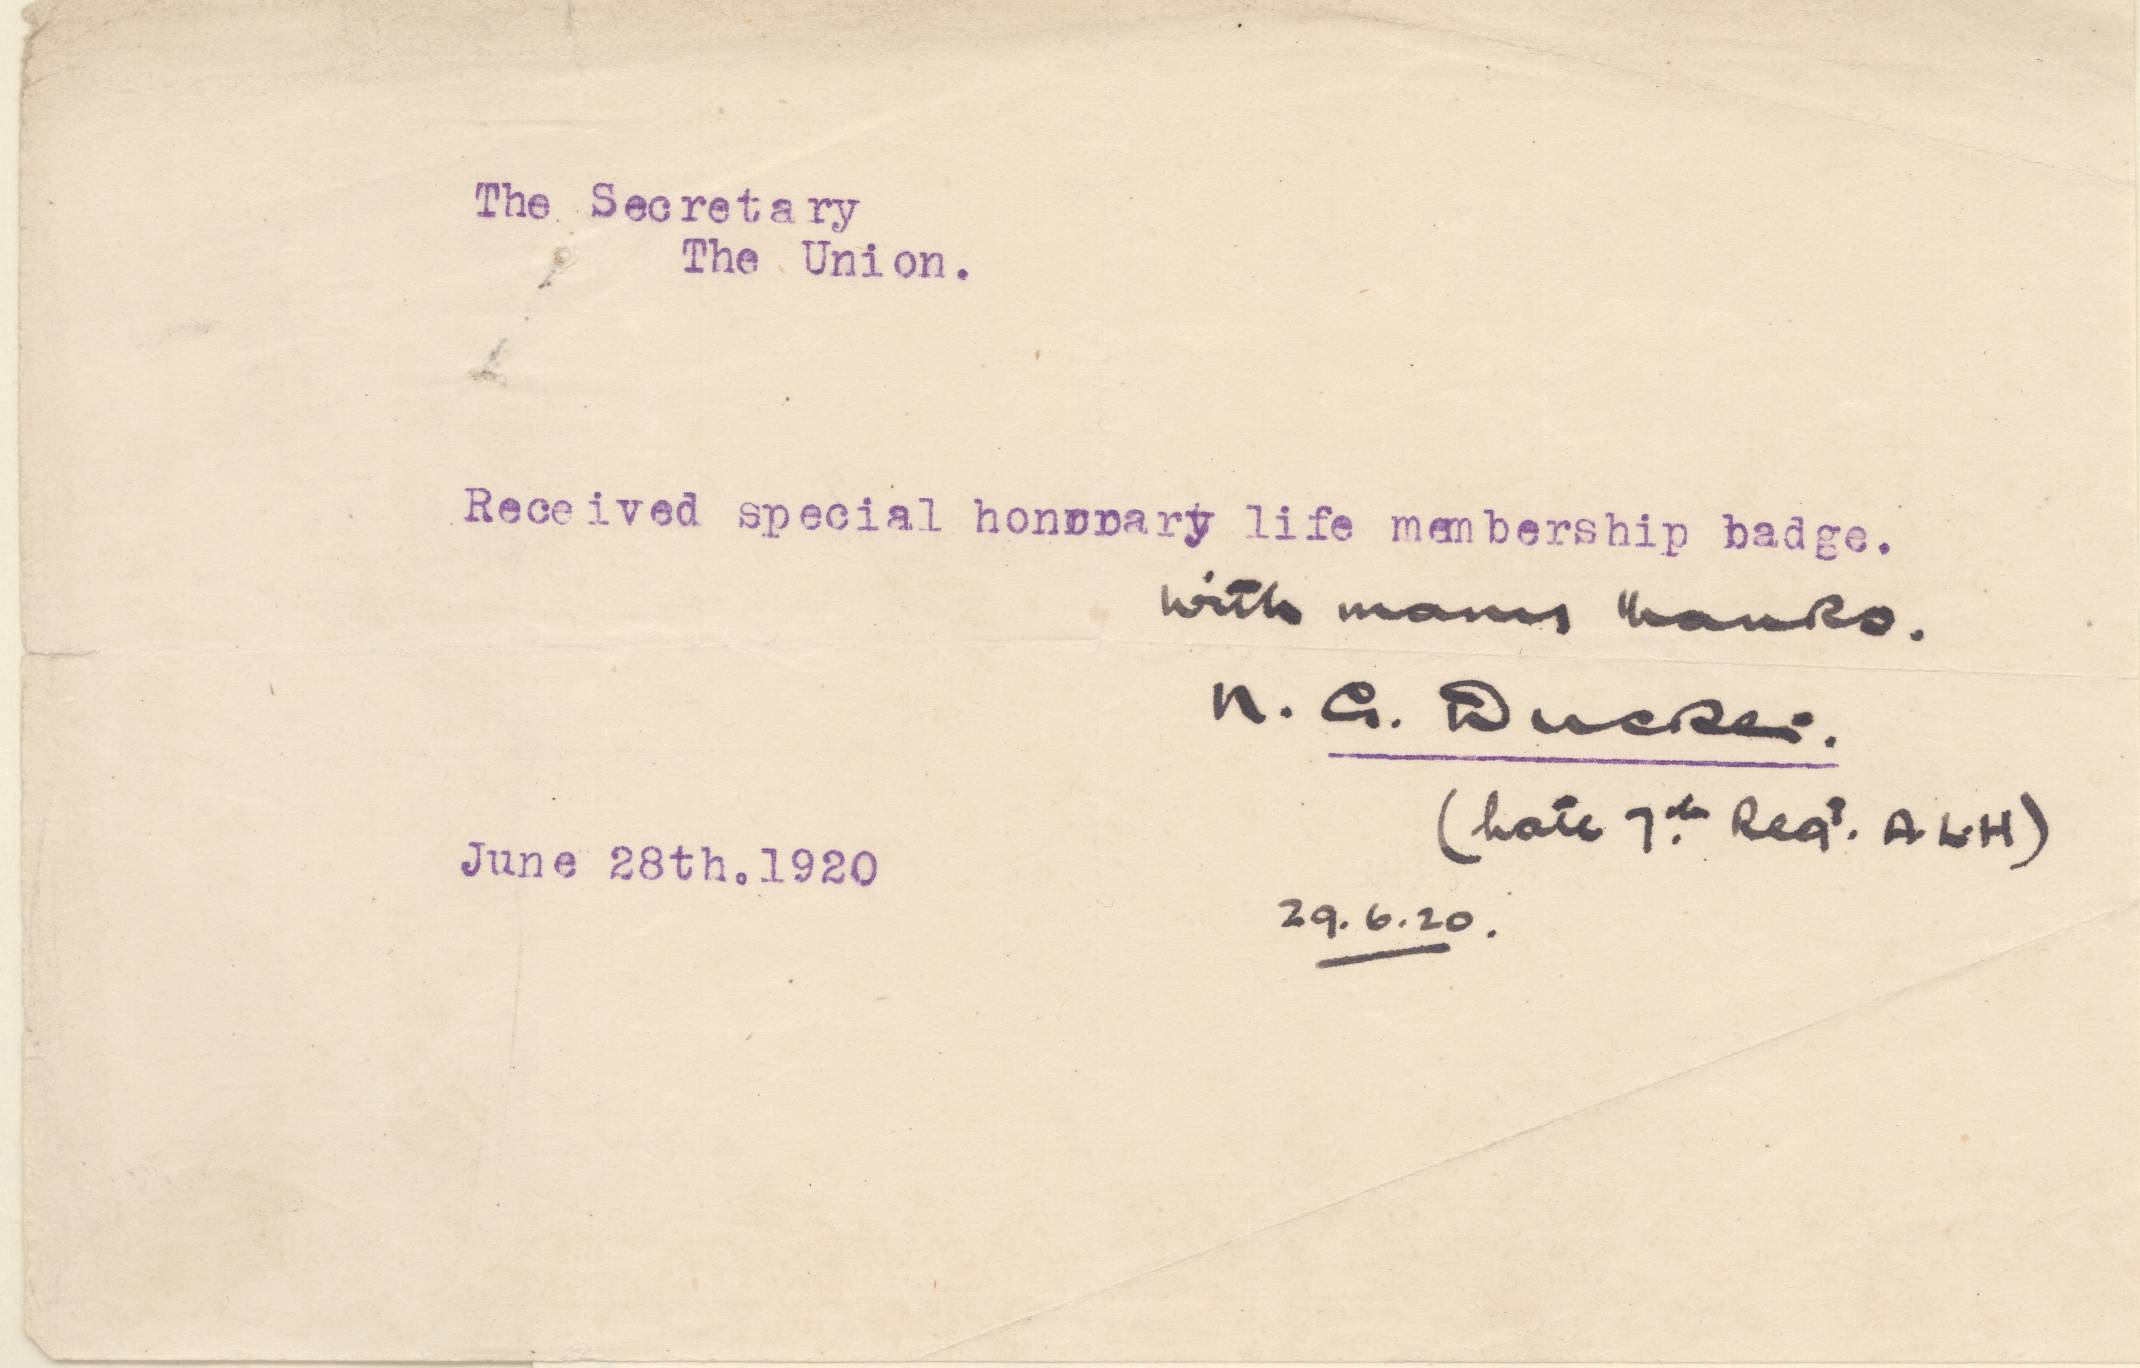 The Secretary
The Union.
Received special honorary life membership badge.
with many thanks.
N. G. Ducker.
(Late 7th Regt. A L H)
June 28th.1920
29.6.20.